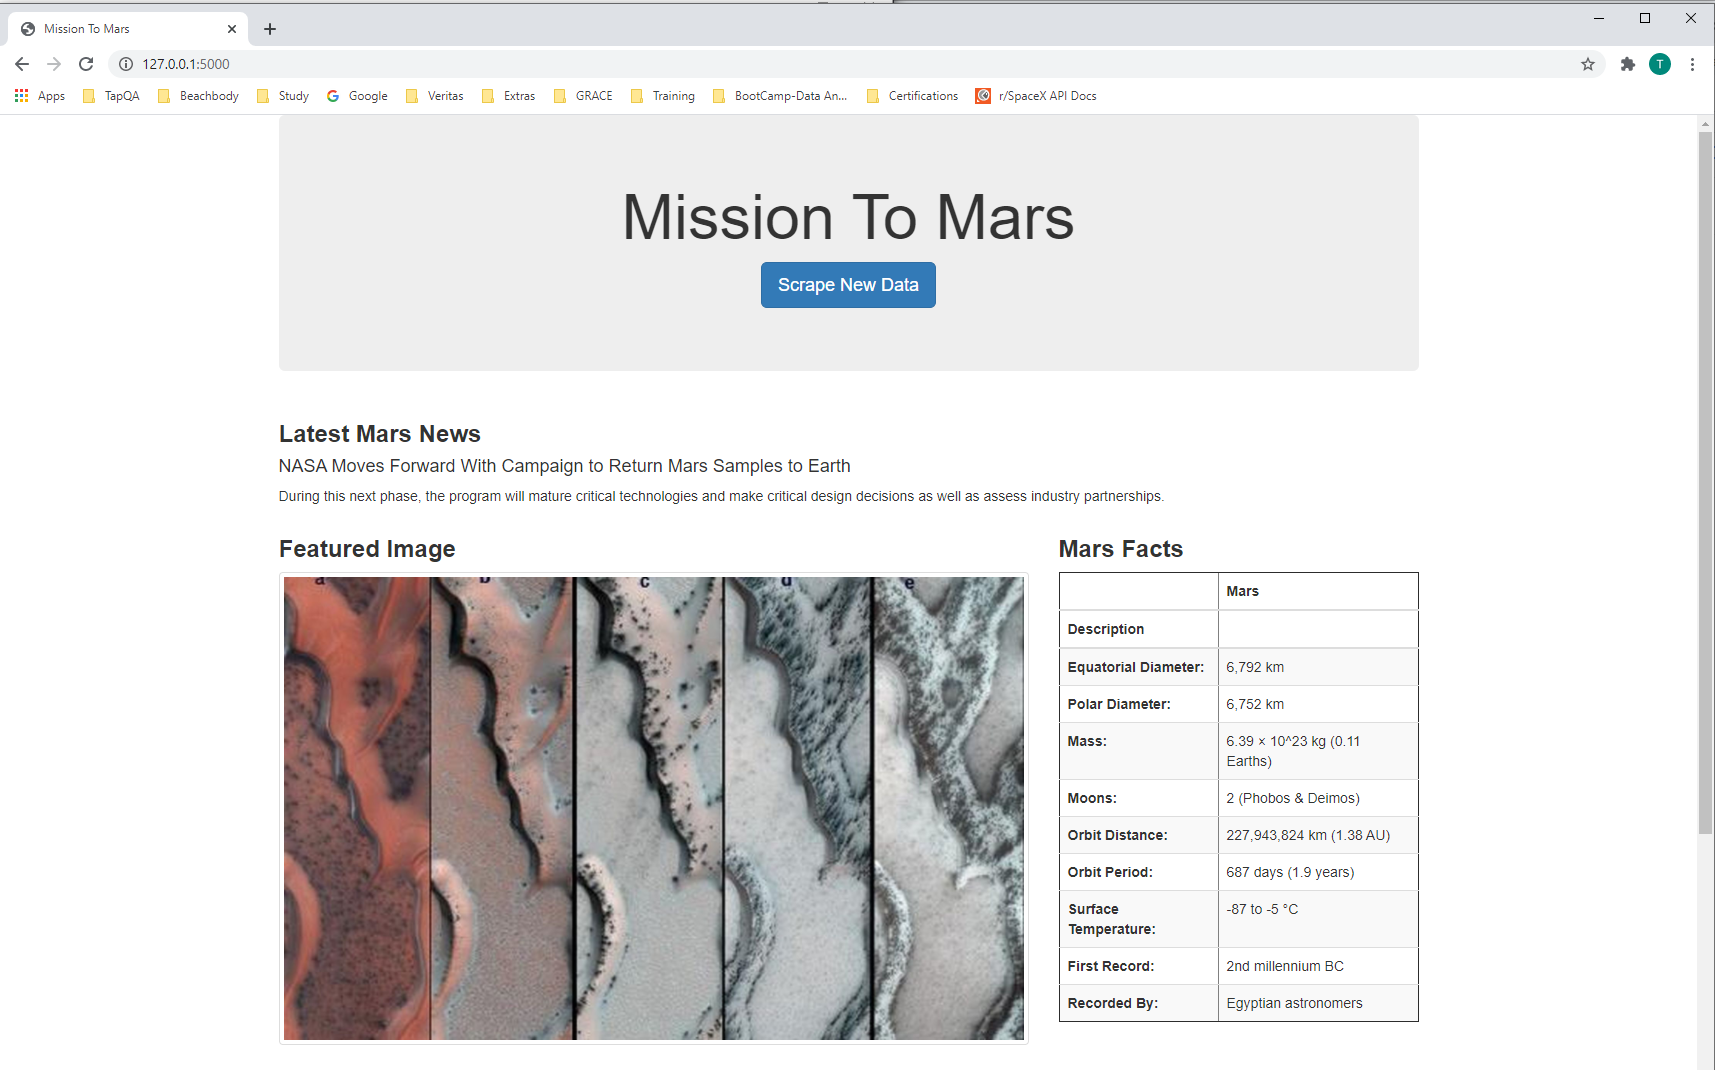 Mission To Mars
127.0.0.1:5000
T
Apps TapQA Beachbody Study Google Veritas Extras GRACE Training BootCamp-Data An... Certifications r/SpaceX API Docs
Mission To Mars
Scrape New Data
Latest Mars News
NASA Moves Forward With Campaign to Return Mars Samples to Earth
During this next phase, the program will mature critical technologies and make critical design decisions as well as assess industry partnerships.
Featured Image
a b c d e
Mars Facts
Mars
Description
Equatorial Diameter: 6,792 km
Polar Diameter: 6,752 km
Mass: 6.39 × 10^23 kg (0.11
Earths)
Moons: 2 (Phobos & Deimos)
Orbit Distance: 227,943,824 km (1.38 AU)
Orbit Period: 687 days (1.9 years)
Surface -87 to -5 °C
Temperature:
First Record: 2nd millennium BC
Recorded By: Egyptian astronomers